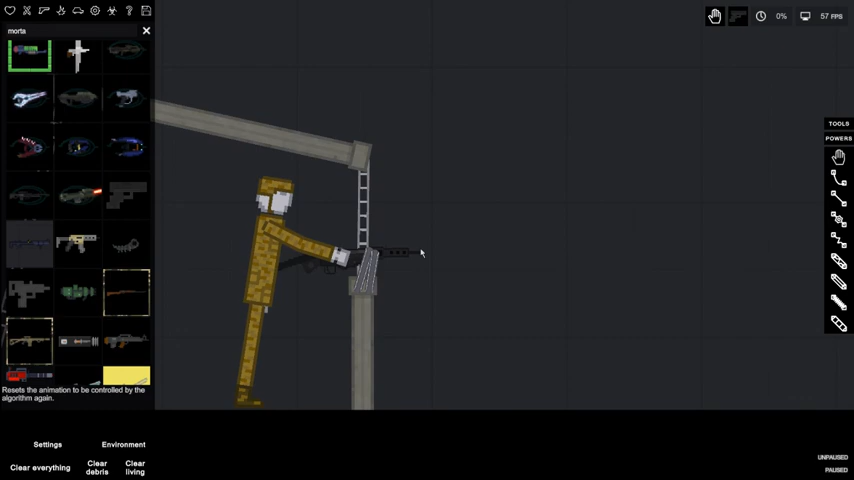 morta
0%
57 FPS
TOOLS
POWERS
Resets the animation to be controlled by the
algorithm again.
Settings
Environment
Clear everything
Clear
debris
Clear
living
UNPAUSED
PAUSED